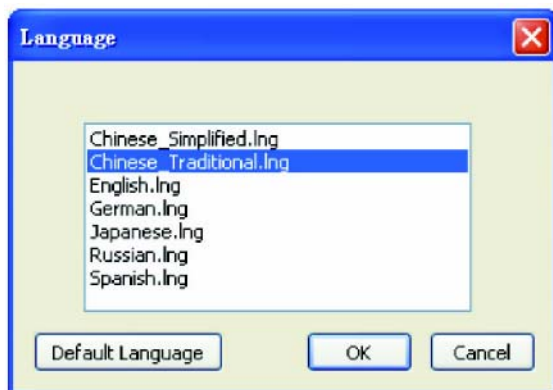 Language
Chinese_Simplified.lng
Chinese_Traditional.lng
English.lng
German.lng
Japanese.lng
Russian.lng
Spanish.lng
Default Language OK Cancel